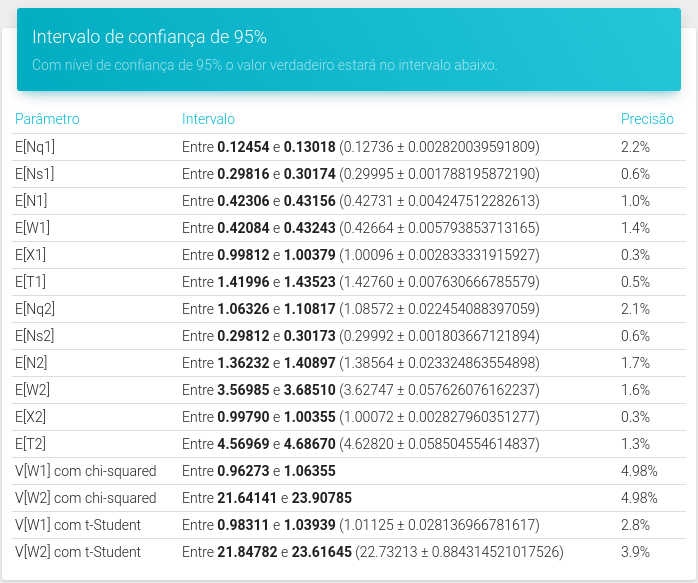 Intervalo de confiança de 95%
Com nível de confiança de 95% o valor verdadeiro estará no intervalo abaixo.
Parâmetro Intervalo Precisão
E[Nq1] Entre 0.12454 e 0.13018 (0.12736 ± 0.002820039591809) 2.2%
E[Ns1] Entre 0.29816 e 0.30174 (0.29995 ± 0.001788195872190) 0.6%
E[N1] Entre 0.42306 e 0.43156 (0.42731 ± 0.004247512282613) 1.0%
E[W1] Entre 0.42084 e 0.43243 (0.42664 ± 0.005793853713165) 1.4%
E[X1] Entre 0.99812 e 1.00379 (1.00096 ± 0.002833331915927) 0.3%
E[T1] Entre 1.41996 e 1.43523 (1.42760 ± 0.007630666785579) 0.5%
E[Nq2] Entre 1.06326 e 1.10817 (1.08572 ± 0.022454088397059) 2.1%
E[Ns2] Entre 0.29812 e 0.30173 (0.29992 ± 0.001803667121894) 0.6%
E[N2] Entre 1.36232 e 1.40897 (1.38564 ± 0.023324863554898) 1.7%
E[W2] Entre 3.56985 e 3.68510 (3.62747 ± 0.057626076162237) 1.6%
E[X2] Entre 0.99790 e 1.00355 (1.00072 ± 0.002827960351277) 0.3%
E[T2] Entre 4.56969 e 4.68670 (4.62820 ± 0.058504554614837) 1.3%
V[W1] com chi-squared Entre 0.96273 e 1.06355 4.98%
V[W2] com chi-squared Entre 21.64141 e 23.90785 4.98%
V[W1] com t-Student Entre 0.98311 e 1.03939 (1.01125 ± 0.028136966781617) 2.8%
V[W2] com t-Student Entre 21.84782 e 23.61645 (22.73213 ± 0.884314521017526) 3.9%